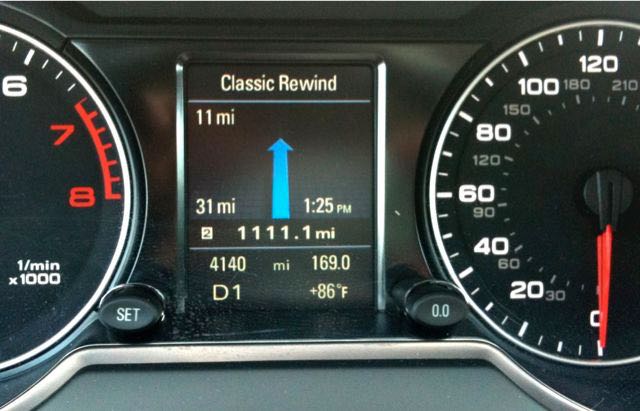 6
7
8
1/min
x1000
SET
Classic Rewind
11 mi
31 mi 1:25 PM
2 1111.1 mi
4140 mi 169.0
D1 +86°F
0.0
120
100 180 210
150
80
120
60
90
40
60
20 30
0